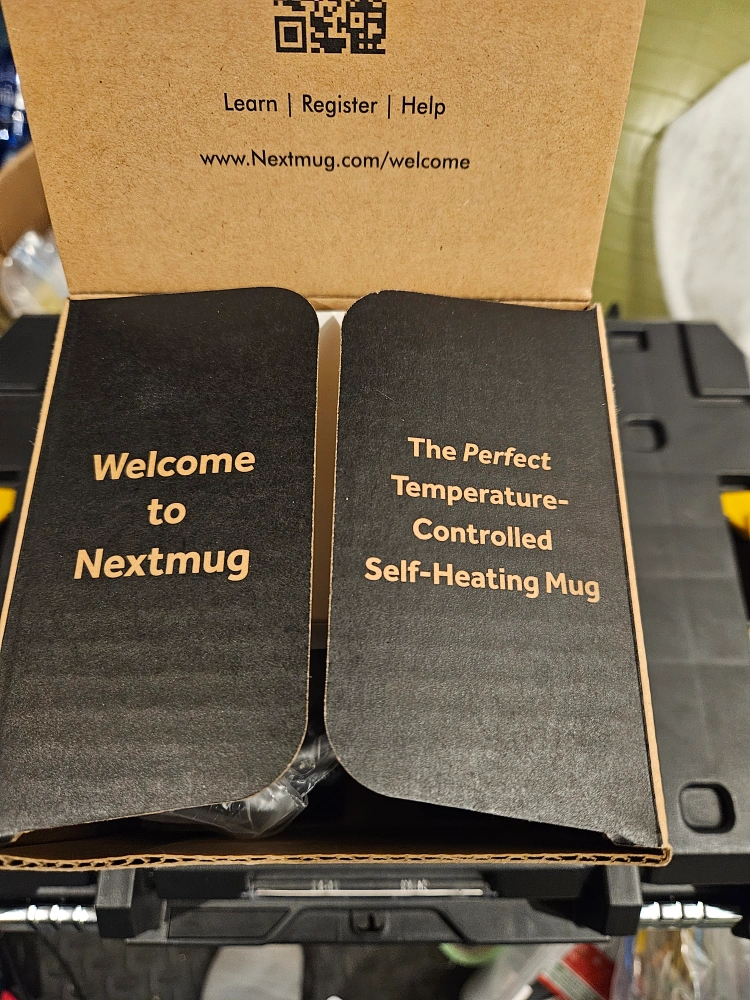 Learn | Register | Help
www.Nextmug.com/welcome
Welcome
to
Nextmug
The Perfect
Temperature-
Controlled
Self-Heating Mug